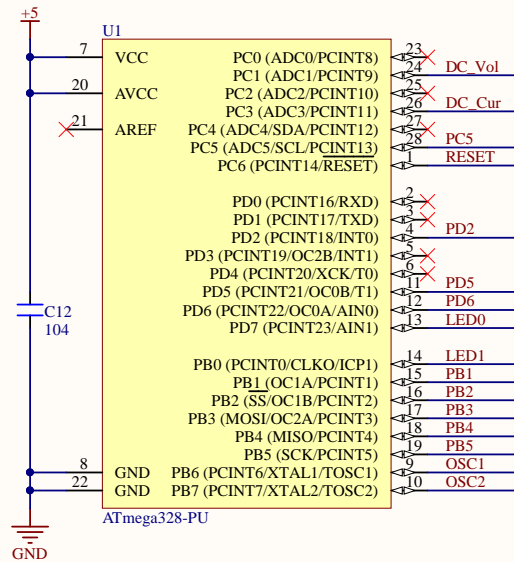 +5
U1
7 VCC PC0 (ADC0/PCINT8) 23
PC1 (ADC1/PCINT9) 24 DC_Vol
20 AVCC PC2 (ADC2/PCINT10) 25
PC3 (ADC3/PCINT11) 26 DC_Cur
21 AREF PC4 (ADC4/SDA/PCINT12) 27
PC5 (ADC5/SCL/PCINT13) 28 PC5
PC6 (PCINT14/RESET) 1 RESET
PD0 (PCINT16/RXD) 2
PD1 (PCINT17/TXD) 3
PD2 (PCINT18/INT0) 4 PD2
PD3 (PCINT19/OC2B/INT1) 5
PD4 (PCINT20/XCK/T0) 6
PD5 (PCINT21/OC0B/T1) 11 PD5
PD6 (PCINT22/OC0A/AIN0) 12 PD6
PD7 (PCINT23/AIN1) 13 LED0
C12
104
PB0 (PCINT0/CLKO/ICP1) 14 LED1
PB1 (OC1A/PCINT1) 15 PB1
PB2 (SS/OC1B/PCINT2) 16 PB2
PB3 (MOSI/OC2A/PCINT3) 17 PB3
PB4 (MISO/PCINT4) 18 PB4
PB5 (SCK/PCINT5) 19 PB5
8 GND PB6 (PCINT6/XTAL1/TOSC1) 9 OSC1
22 GND PB7 (PCINT7/XTAL2/TOSC2) 10 OSC2
ATmega328-PU
GND